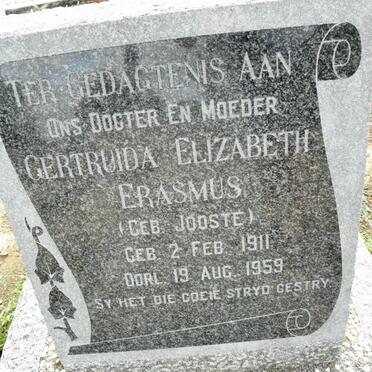 TER GEDAGTENIS AAN
ONS DOGTER EN MOEDER
GERTRUIDA ELIZABETH
ERASMUS
(GEB. JOOSTE)
GEB. 2 FEB. 1911
OORL. 19 AUG. 1959
SY HET DIE GOEIE STRYD GESTRY